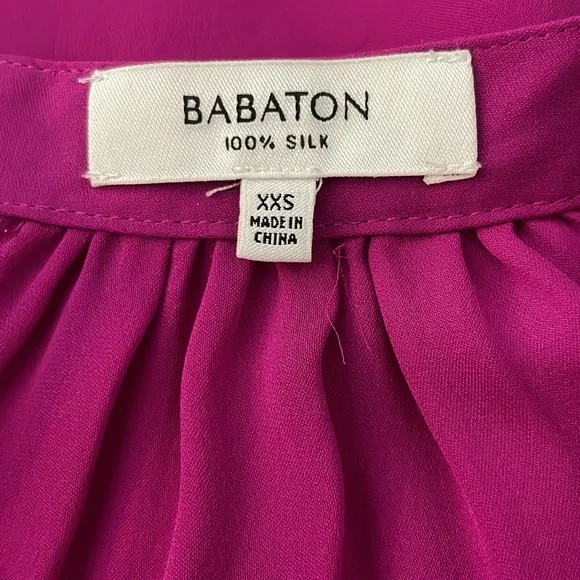 BABATON
100% SILK
XXS
MADE IN
CHINA